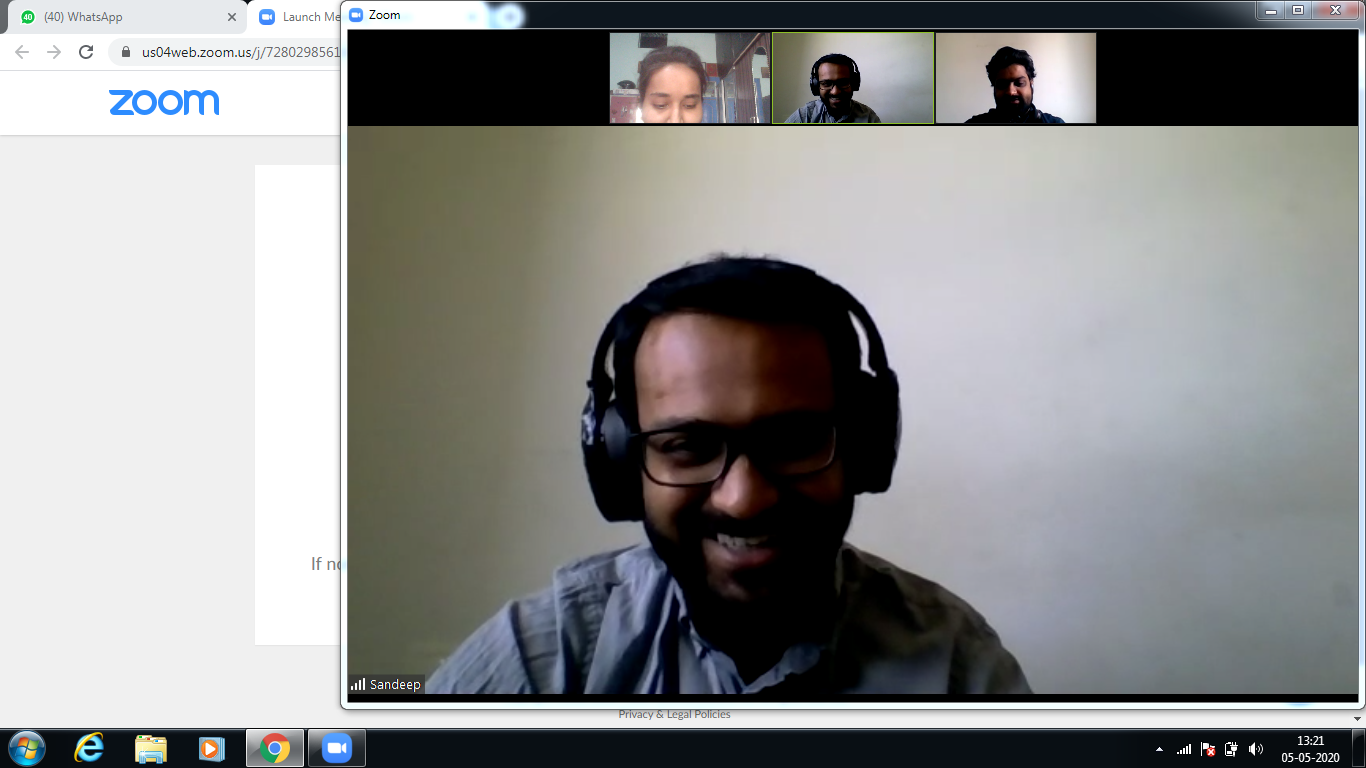 (40) WhatsApp
Launch Me
Zoom
us04web.zoom.us/j/7280298561
zoom
If no
Sandeep
Privacy & Legal Policies
13:21
05-05-2020